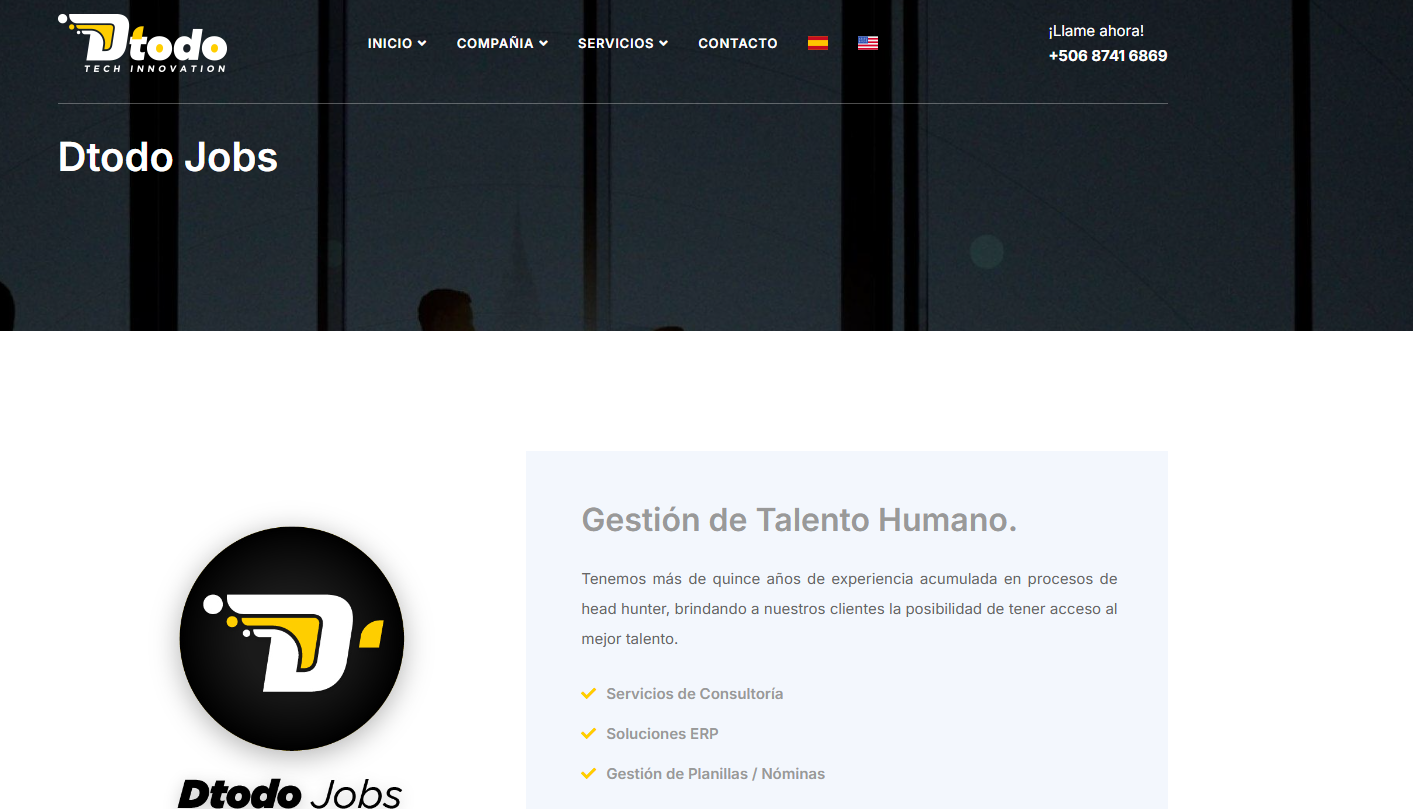 Dtodo
TECH INNOVATION
INICIO
COMPAÑIA
SERVICIOS
CONTACTO
¡Llame ahora!
+506 8741 6869
Dtodo Jobs
Gestión de Talento Humano.
Tenemos más de quince años de experiencia acumulada en procesos de
head hunter, brindando a nuestros clientes la posibilidad de tener acceso al
mejor talento.
Servicios de Consultoría
Soluciones ERP
Gestión de Planillas / Nóminas
D'
Dtodo Jobs